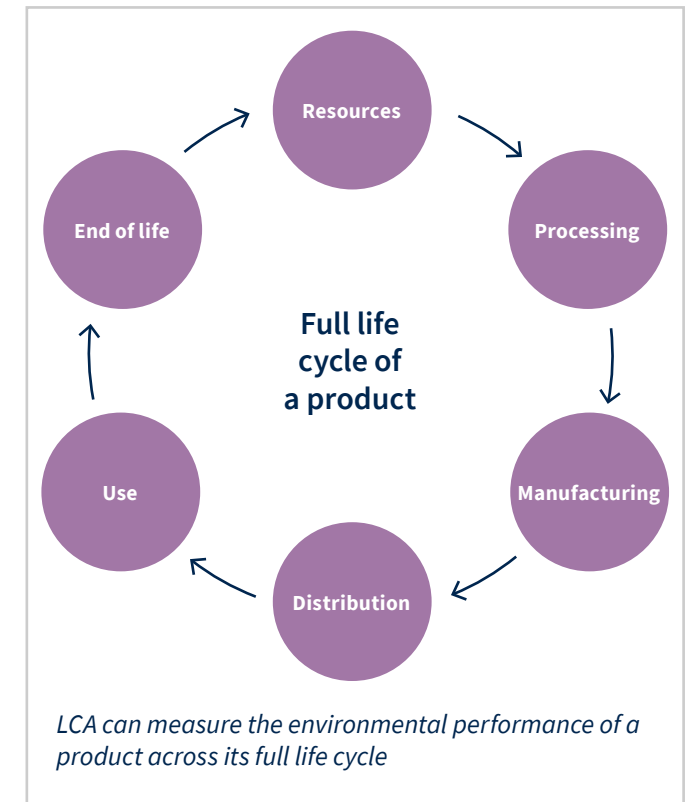 Resources
Processing
Manufacturing
Distribution
Use
End of life
Full life
cycle of
a product
LCA can measure the environmental performance of a
product across its full life cycle